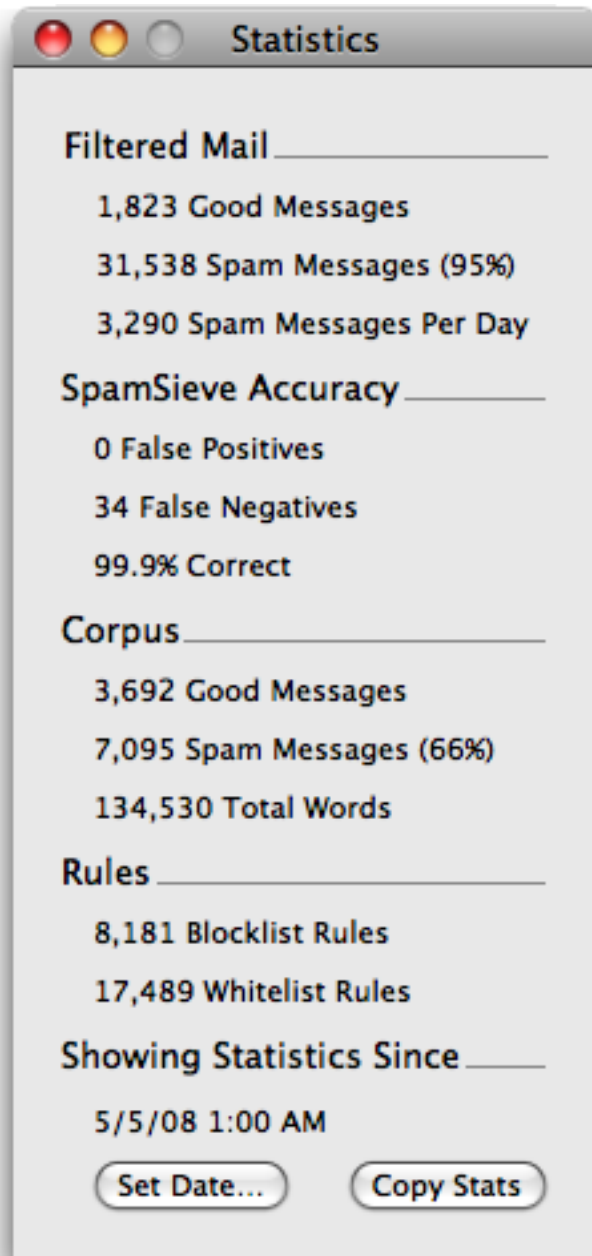 Statistics
Filtered Mail
1,823 Good Messages
31,538 Spam Messages (95%)
3,290 Spam Messages Per Day
SpamSieve Accuracy
0 False Positives
34 False Negatives
99.9% Correct
Corpus
3,692 Good Messages
7,095 Spam Messages (66%)
134,530 Total Words
Rules
8,181 Blocklist Rules
17,489 Whitelist Rules
Showing Statistics Since
5/5/08 1:00 AM
Set Date... Copy Stats